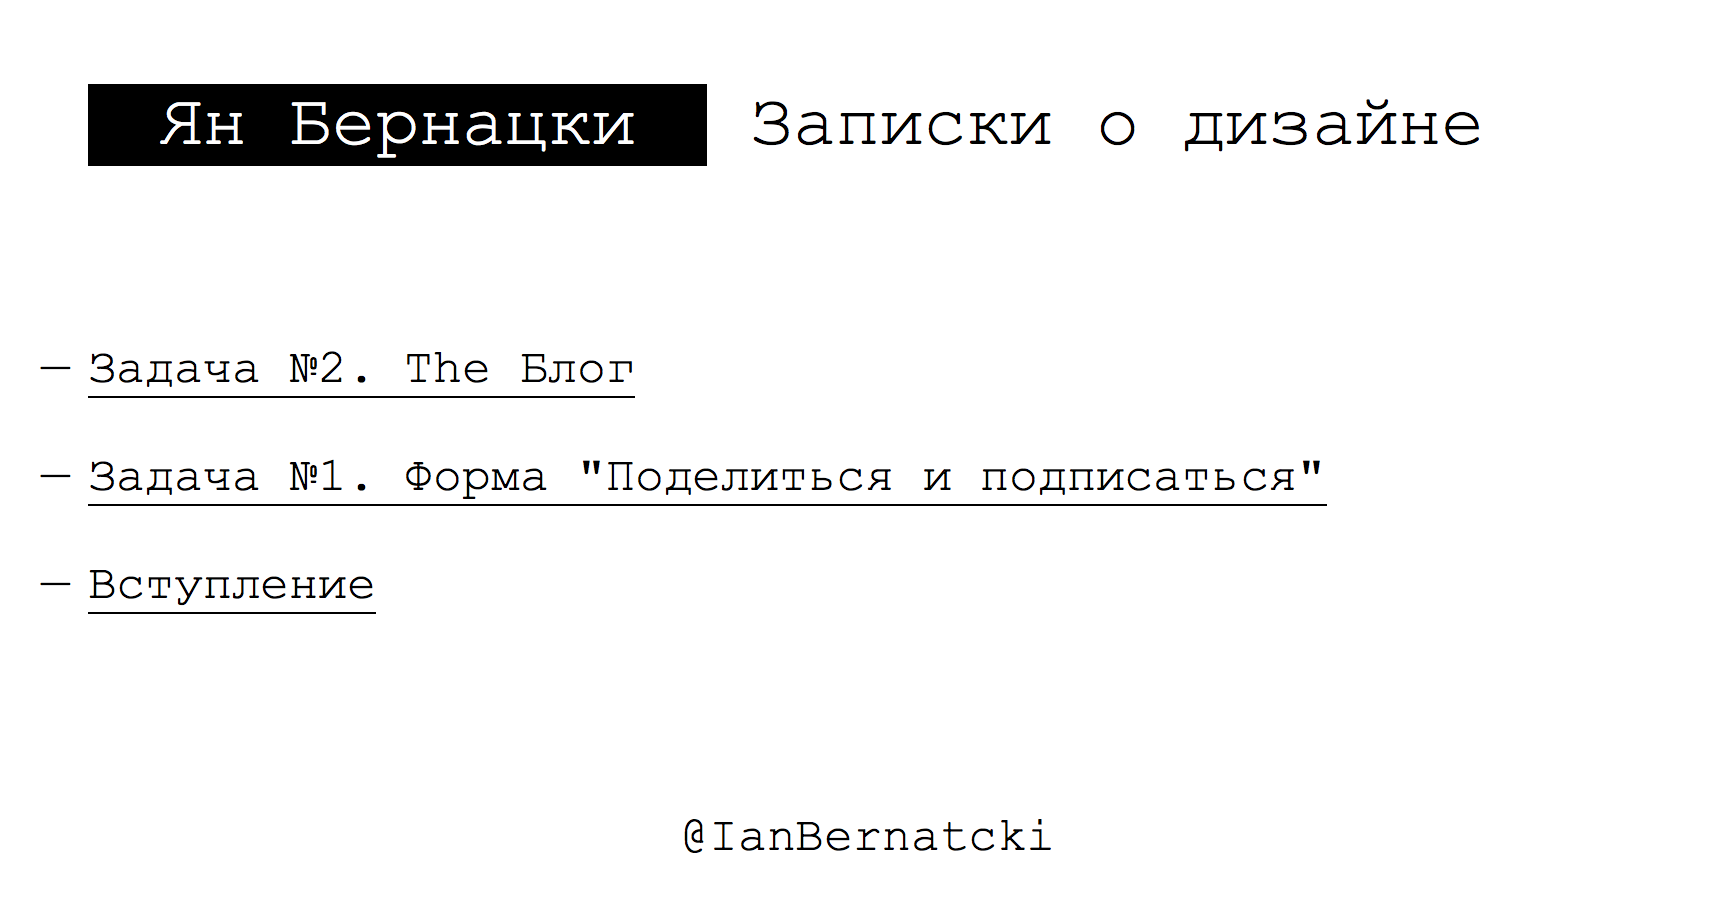 Ян Бернацки Записки о дизайне
— Задача №2. The Блог
— Задача №1. Форма "Поделиться и подписаться"
— Вступление
@IanBernatcki